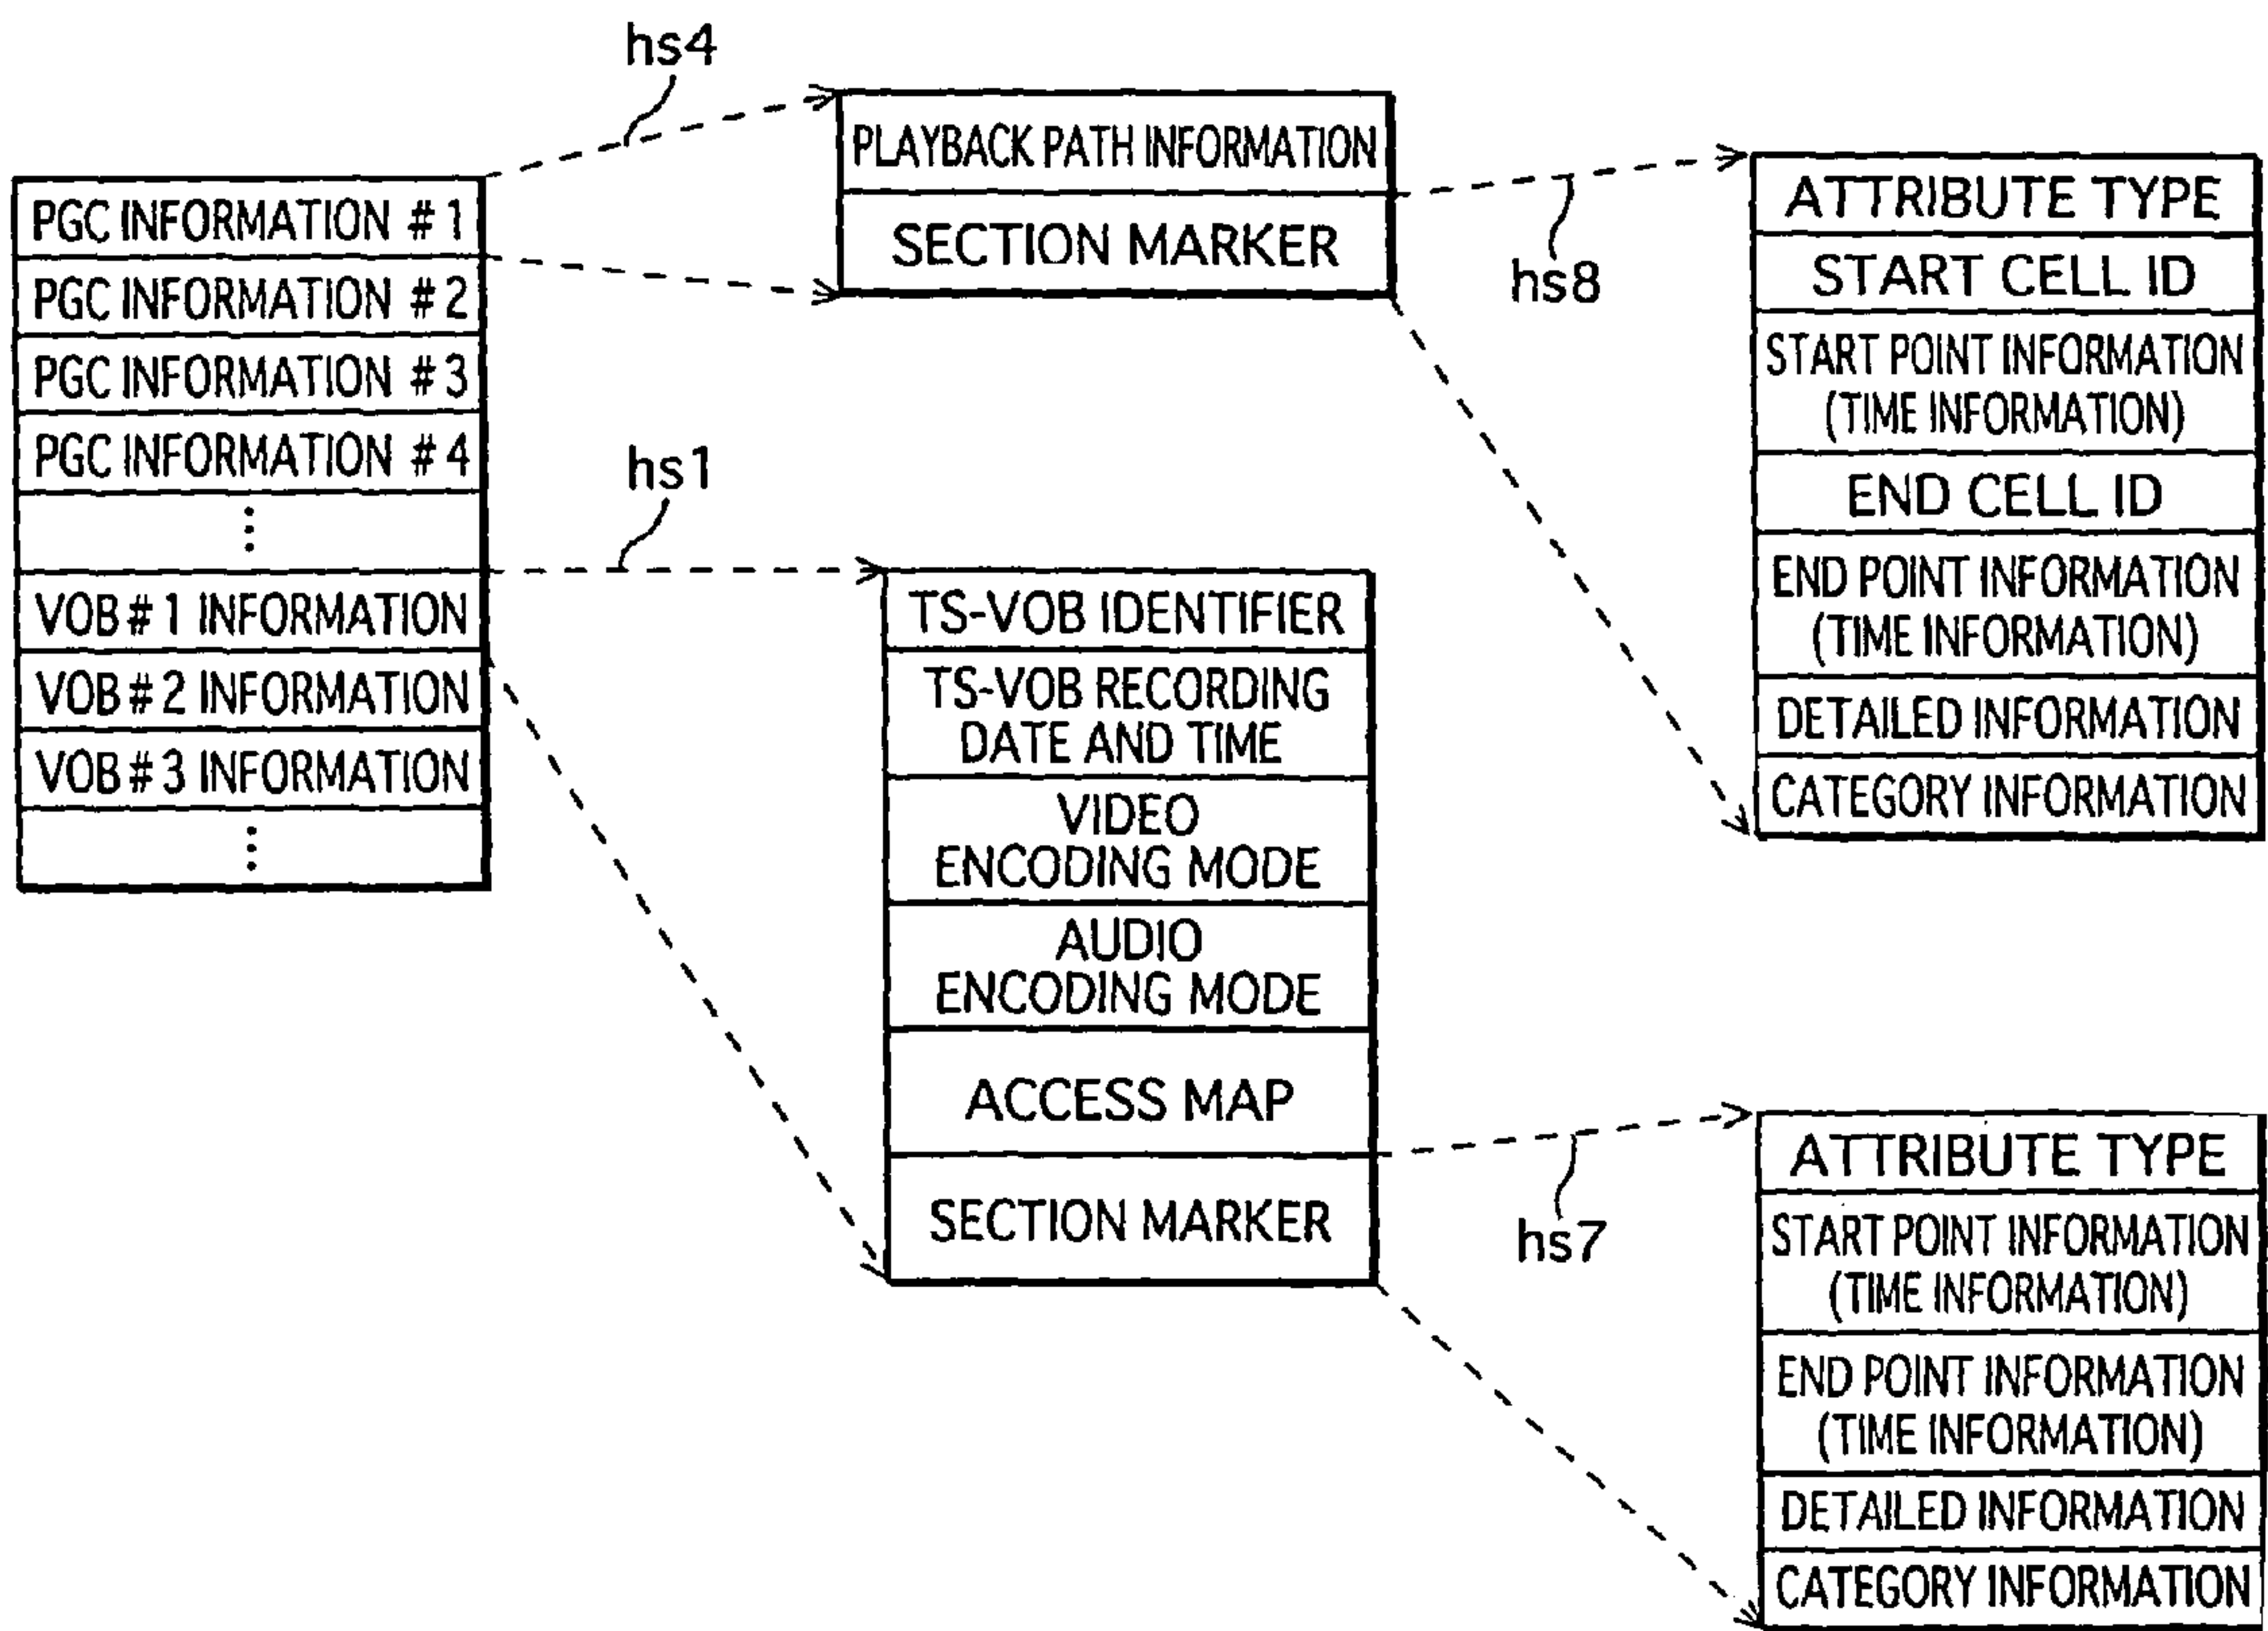 hs4
PGC INFORMATION #1
PGC INFORMATION #2
PGC INFORMATION #3
PGC INFORMATION #4
⋮
VOB#1 INFORMATION
VOB#2 INFORMATION
VOB#3 INFORMATION
⋮
PLAYBACK PATH INFORMATION
SECTION MARKER
hs8
ATTRIBUTE TYPE
START CELL ID
START POINT INFORMATION
(TIME INFORMATION)
END CELL ID
END POINT INFORMATION
(TIME INFORMATION)
DETAILED INFORMATION
CATEGORY INFORMATION
hs1
TS-VOB IDENTIFIER
TS-VOB RECORDING
DATE AND TIME
VIDEO
ENCODING MODE
AUDIO
ENCODING MODE
ACCESS MAP
SECTION MARKER
hs7
ATTRIBUTE TYPE
START POINT INFORMATION
(TIME INFORMATION)
END POINT INFORMATION
(TIME INFORMATION)
DETAILED INFORMATION
CATEGORY INFORMATION